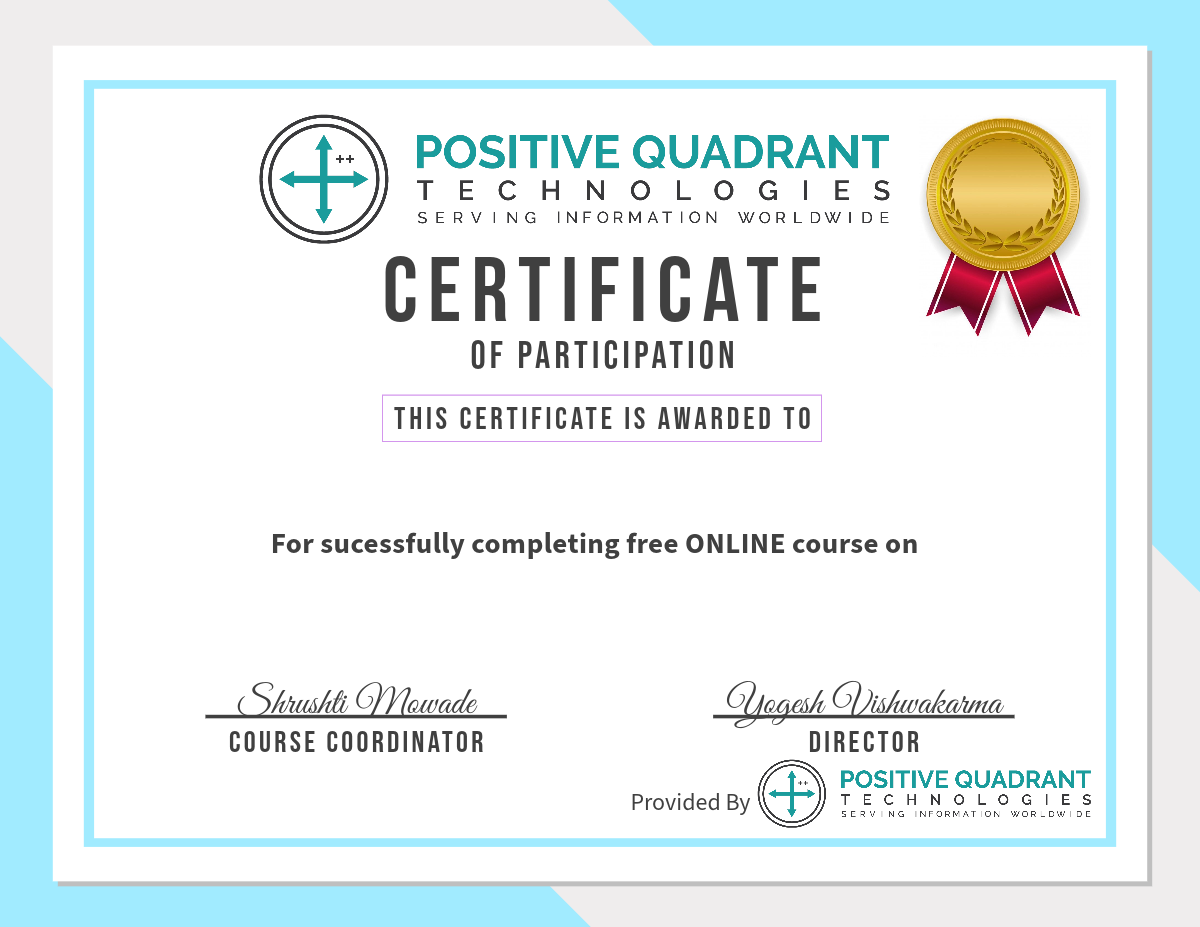 ++
POSITIVE QUADRANT
TECHNOLOGIES
SERVING INFORMATION WORLDWIDE
CERTIFICATE
OF PARTICIPATION
THIS CERTIFICATE IS AWARDED TO
For sucessfully completing free ONLINE course on
Shrushti Mowade
COURSE COORDINATOR
Yogesh Vishwakarma
DIRECTOR
Provided By
++
POSITIVE QUADRANT
TECHNOLOGIES
SERVING INFORMATION WORLDWIDE